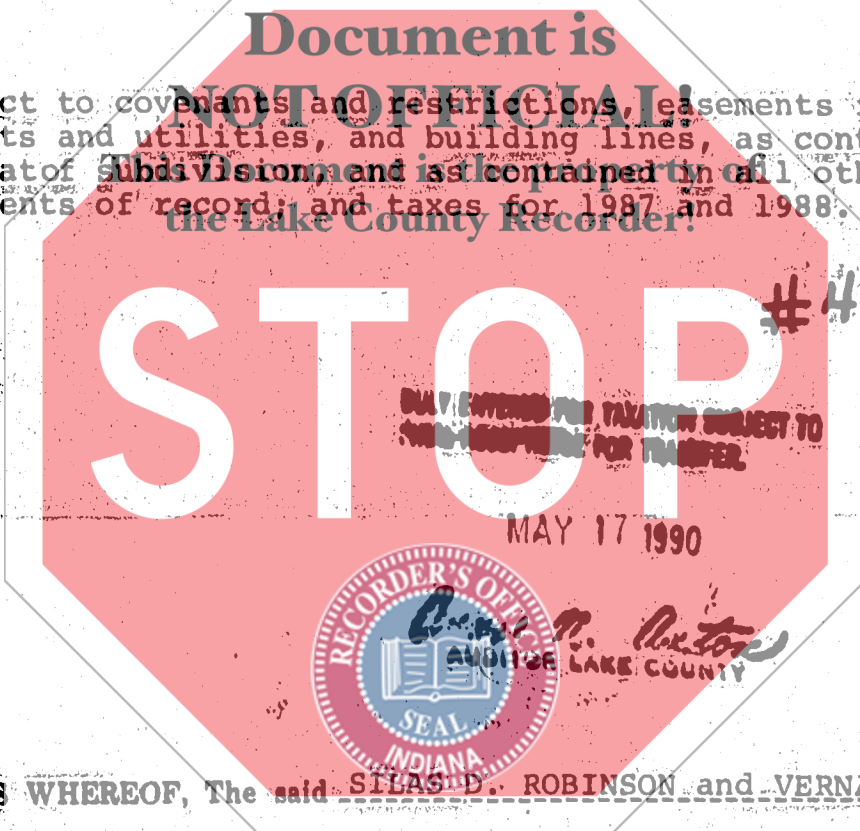 Document is
NOT OFFICIAL!
ct to covenants and restrictions, easements
ts and utilities, and building lines, as con
atof subdivision, and as contained in all oth
This Document is the property of
ents of record; and taxes for 1987 and 1988.
the Lake County Recorder!
# 4
STOP
DULY ENTERED FOR TAXATION SUBJECT TO
FINAL ACCEPTANCE FOR TRANSFER.
MAY 17 1990
RECORDER'S OFFICE
SEAL
INDIANA
AUDITOR LAKE COUNTY
S WHEREOF, The said SILAS D. ROBINSON and VERNA